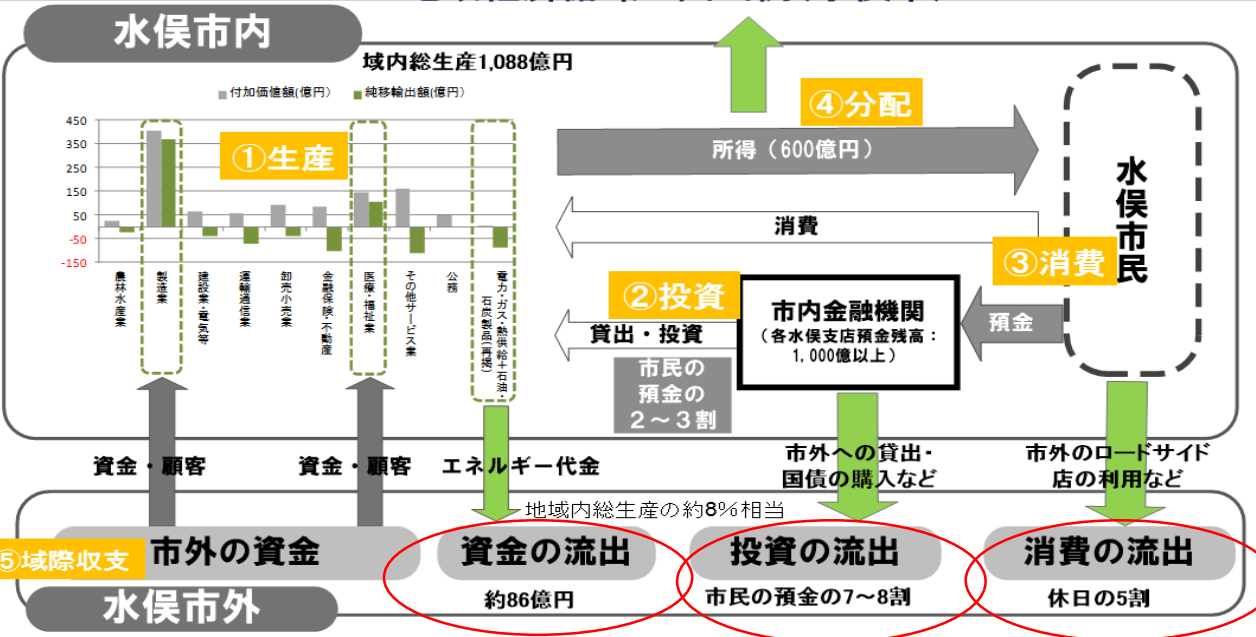 水俣市内
域内総生産1,088億円
付加価値額(億円)
純移輸出額(億円)
450
350
250
150
50
-50
-150
①生産
農林水産業
製造業
建設業・電気等
運輸通信業
卸売小売業
金融保険・不動産
医療・福祉業
その他サービス業
公務
電力・ガス・熱供給＋石油・
石炭製品(再掲)
④分配
所得（600億円）
消費
③消費
水俣市民
②投資
貸出・投資
市民の
預金の
２～３割
市内金融機関
（各水俣支店預金残高：
1,000億以上）
預金
資金・顧客
資金・顧客
エネルギー代金
市外への貸出・
国債の購入など
市外のロードサイド
店の利用など
地域内総生産の約8％相当
⑤域際収支
市外の資金
資金の流出
投資の流出
消費の流出
約86億円
市民の預金の7～8割
休日の5割
水俣市外